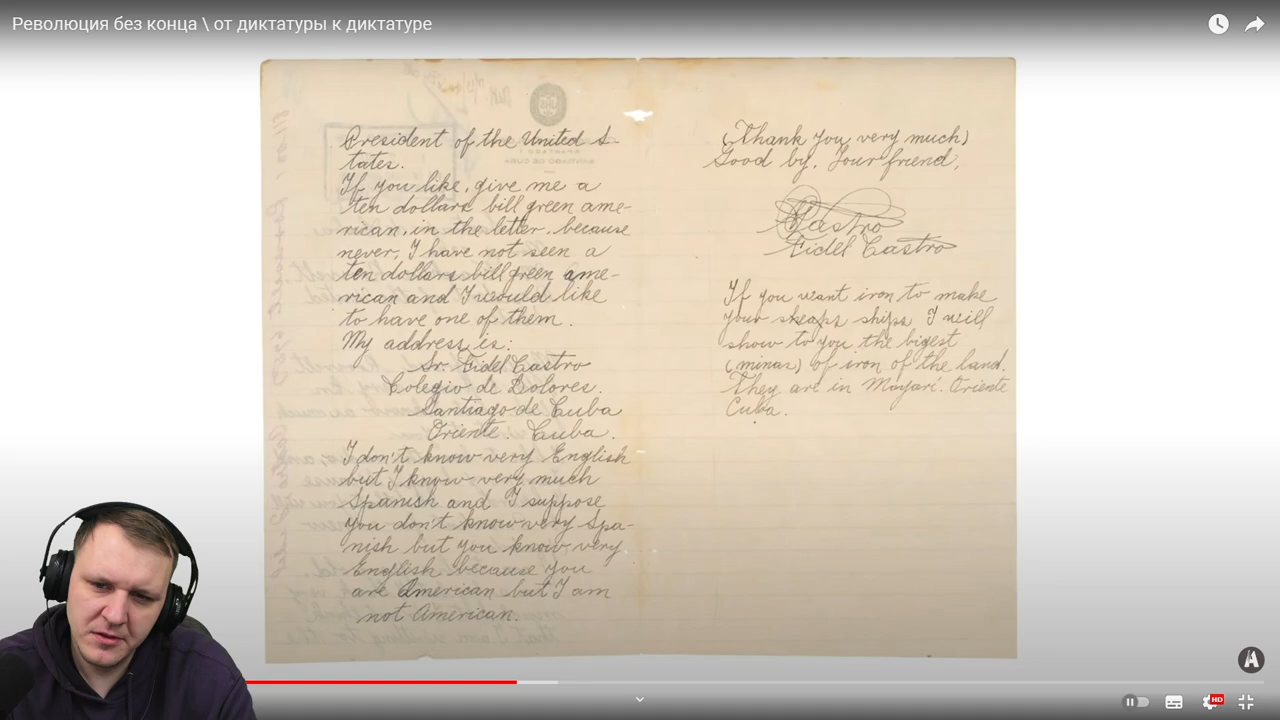 Революция без конца \ от диктатуры к диктатуре
President of the United S-
tates.
If you like, give me a
ten dollars bill green ame-
rican, in the letter, because
never, I have not seen a
ten dollars bill green ame-
rican and I would like
to have one of them.
My address is:
Sr. Fidel Castro
Colegio de Dolores.
Santiago de Cuba
Oriente. Cuba.
I don't know very English
but I know very much
Spanish and I suppose
you don't know very Spa-
nish but you know very
English because you
are American but I am
not American.
(Thank you very much)
Good by. Your friend,
Castro
Fidel Castro
If you want iron to make
your sheaps ships I will
show to you the bigest
(minas) of iron of the land.
They are in Mayarí. Oriente
Cuba.
HD